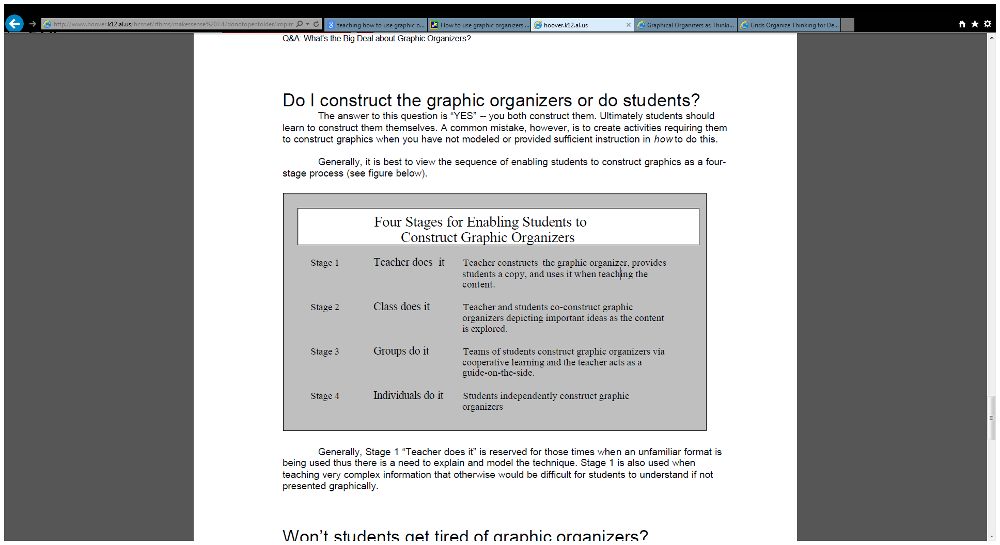 http://www.hoover.k12.al.us/hcsnet/rfbms/makessense%207.4/donotopenfolder/implm
teaching how to use graphic o...
How to use graphic organizers ...
hoover.k12.al.us
Graphical Organizers as Thinki...
Grids Organize Thinking for De...
Q&A: What's the Big Deal about Graphic Organizers?
Do I construct the graphic organizers or do students?
The answer to this question is “YES” -- you both construct them. Ultimately students should
learn to construct them themselves. A common mistake, however, is to create activities requiring them
to construct graphics when you have not modeled or provided sufficient instruction in how to do this.
Generally, it is best to view the sequence of enabling students to construct graphics as a four-
stage process (see figure below).
Four Stages for Enabling Students to
Construct Graphic Organizers
Stage 1 Teacher does it Teacher constructs the graphic organizer, provides
students a copy, and uses it when teaching the
content.
Stage 2 Class does it Teacher and students co-construct graphic
organizers depicting important ideas as the content
is explored.
Stage 3 Groups do it Teams of students construct graphic organizers via
cooperative learning and the teacher acts as a
guide-on-the-side.
Stage 4 Individuals do it Students independently construct graphic
organizers
Generally, Stage 1 “Teacher does it” is reserved for those times when an unfamiliar format is
being used thus there is a need to explain and model the technique. Stage 1 is also used when
teaching very complex information that otherwise would be difficult for students to understand if not
presented graphically.
Won't students get tired of graphic organizers?